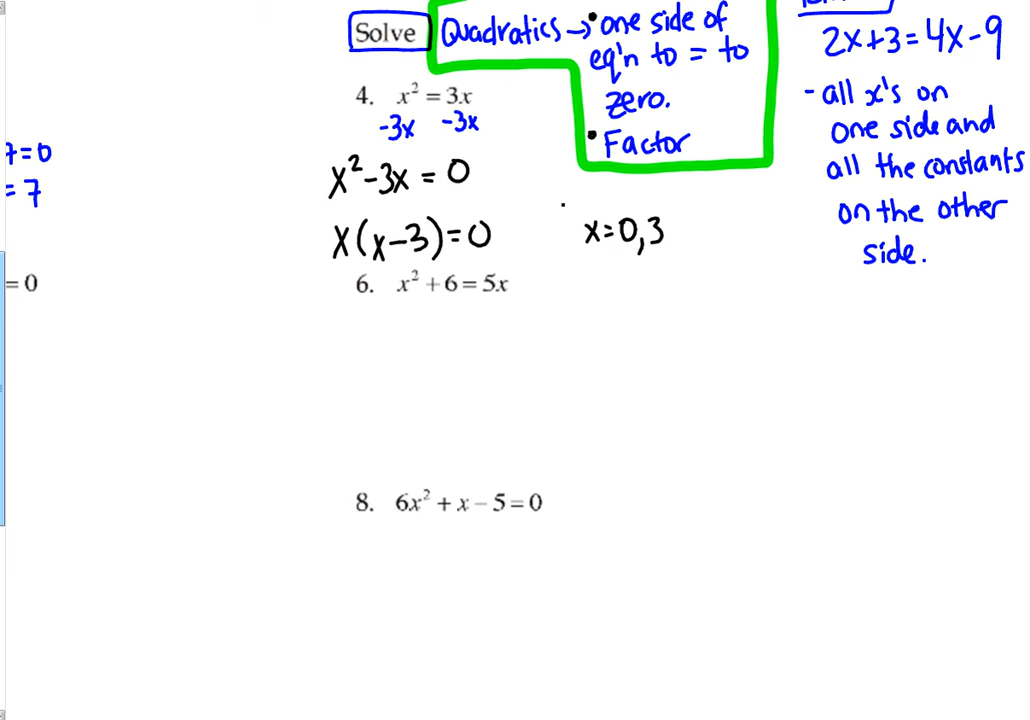 Solve Quadratics → • one side of
eq'n to = to
zero.
• Factor
2x+3=4x-9
- all x's on
one side and
all the constants
on the other
side.
7=0
= 7
= 0
4. x² = 3x
-3x -3x
x²-3x = 0
x(x-3)=0 x=0,3
6. x² + 6 = 5x
8. 6x² + x - 5 = 0